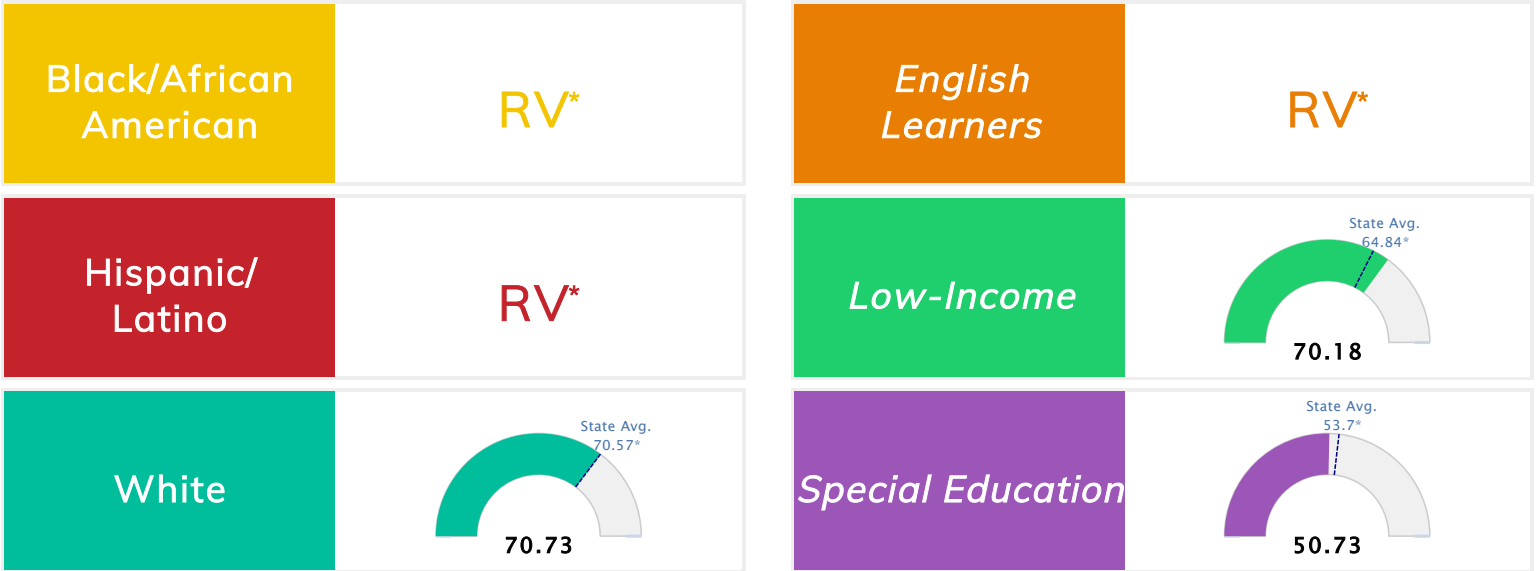 Black/African
American
RV*
English
Learners
RV*
Hispanic/
Latino
RV*
Low-Income
State Avg.
64.84*
70.18
White
State Avg.
70.57*
70.73
Special Education
State Avg.
53.7*
50.73